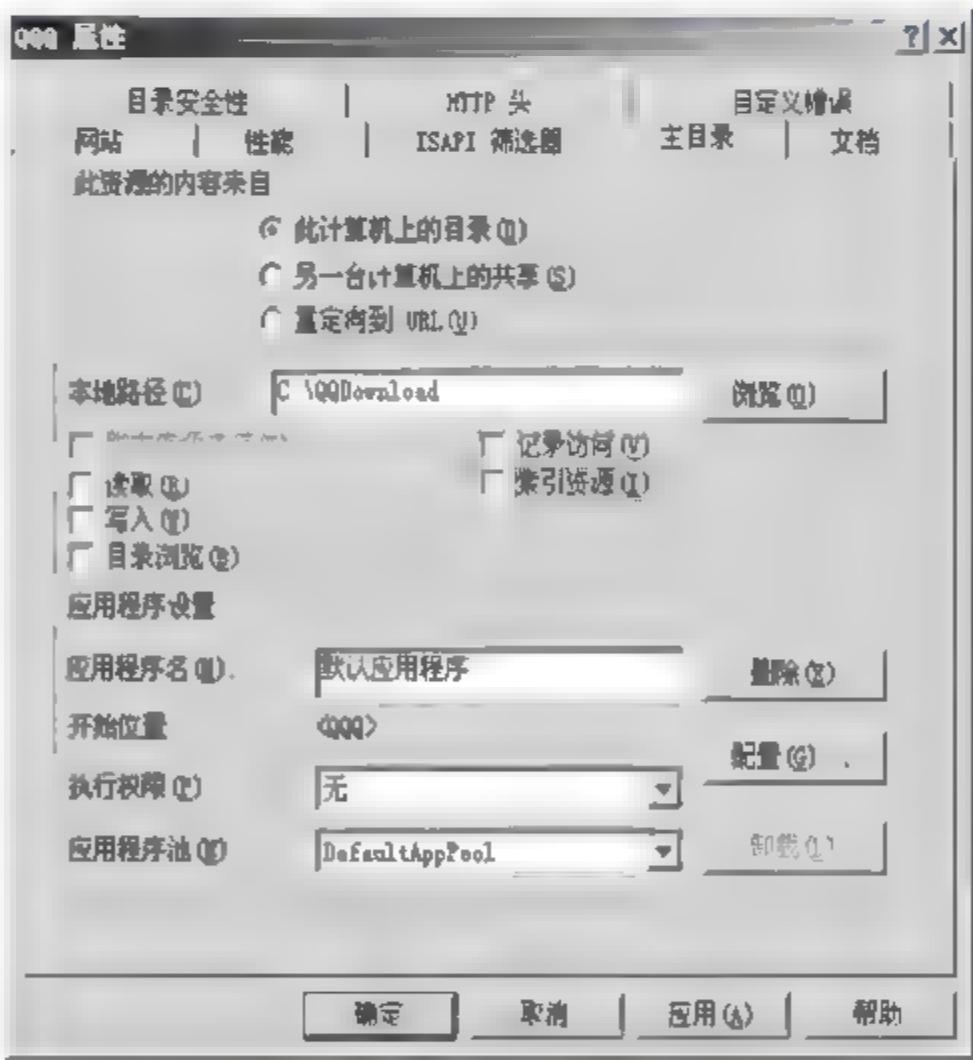 QQQ 属性
目录安全性 HTTP 头 自定义错误
网站 性能 ISAPI 筛选器 主目录 文档
此资源的内容来自
此计算机上的目录(D)
另一台计算机上的共享(S)
重定向到 URL(U)
本地路径(C) C \QQDownload 浏览(O)
记录访问(V)
读取(R) 索引资源(I)
写入(W)
目录浏览(B)
应用程序设置
应用程序名(M). 默认应用程序 删除(X)
开始位置 <QQQ>
配置(G) .
执行权限(P) 无
应用程序池(N) DefaultAppPool 卸载(L)
确定 取消 应用(A) 帮助